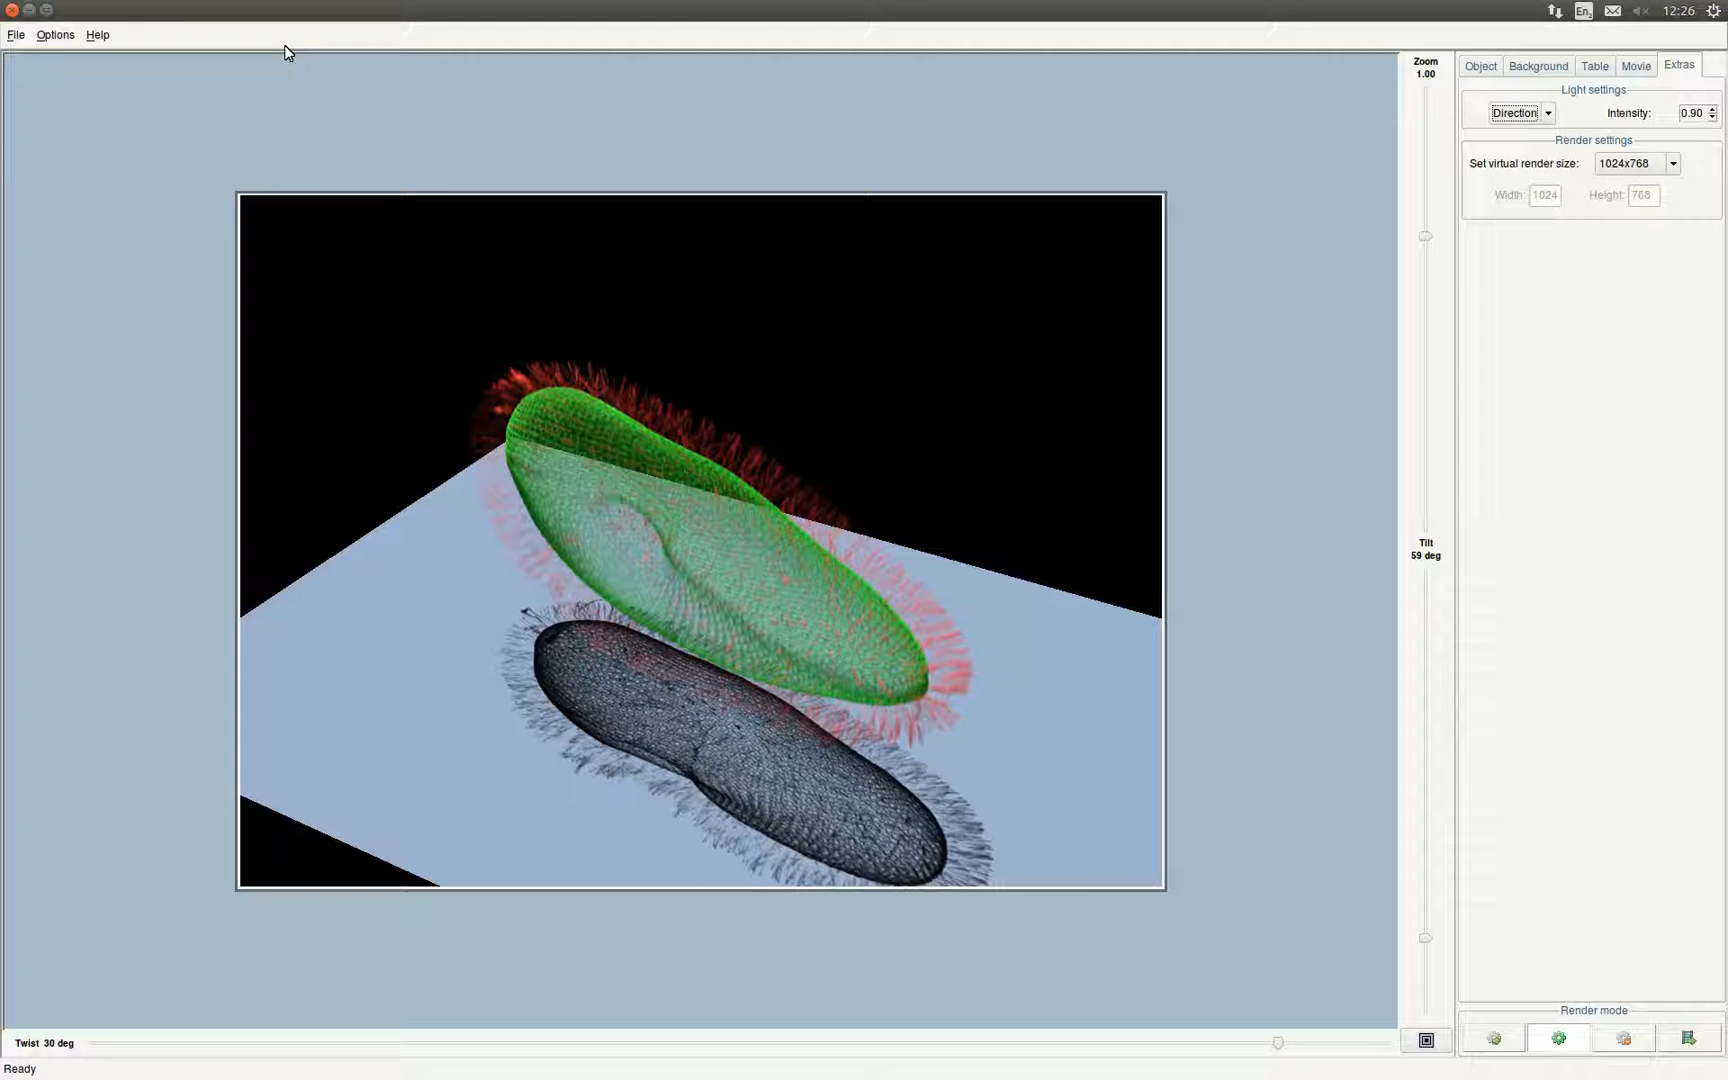 En2 12:26
File Options Help
Zoom
1.00
Object Background Table Movie Extras
Light settings
Direction Intensity: 0.90
Render settings
Set virtual render size: 1024x768
Width: 1024 Height: 768
Tilt
59 deg
Render mode
Twist 30 deg
Ready